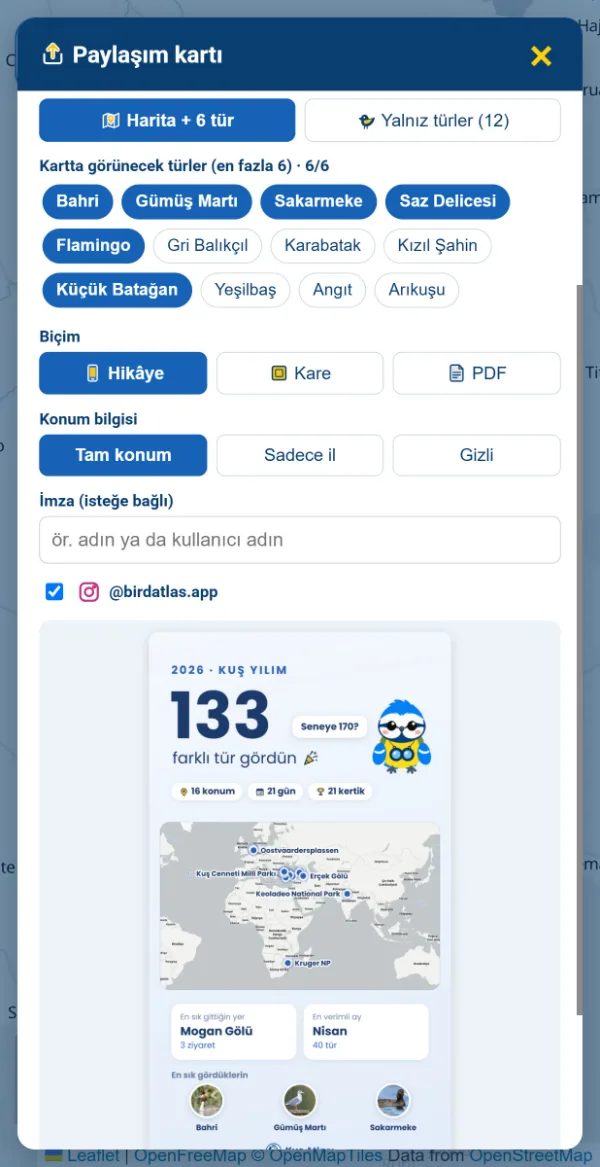 Paylaşım kartı
Harita + 6 tür
Yalnız türler (12)
Kartta görünecek türler (en fazla 6) · 6/6
Bahri
Gümüş Martı
Sakarmeke
Saz Delicesi
Flamingo
Gri Balıkçıl
Karabatak
Kızıl Şahin
Küçük Batağan
Yeşilbaş
Angıt
Arıkuşu
Biçim
Hikâye
Kare
PDF
Konum bilgisi
Tam konum
Sadece il
Gizli
İmza (isteğe bağlı)
ör. adın ya da kullanıcı adın
@birdatlas.app
2026 · KUŞ YILIM
133
Seneye 170?
farklı tür gördün
16 konum
21 gün
21 kertik
Oostvaardersplassen
Kuş Cenneti Milli Parkı
Erçek Gölü
Keoladeo National Park
Kruger NP
En sık gittiğin yer
Mogan Gölü
3 ziyaret
En verimli ay
Nisan
40 tür
En sık gördüklerin
Bahri
Gümüş Martı
Sakarmeke
Leaflet | OpenFreeMap © OpenMapTiles Data from OpenStreetMap